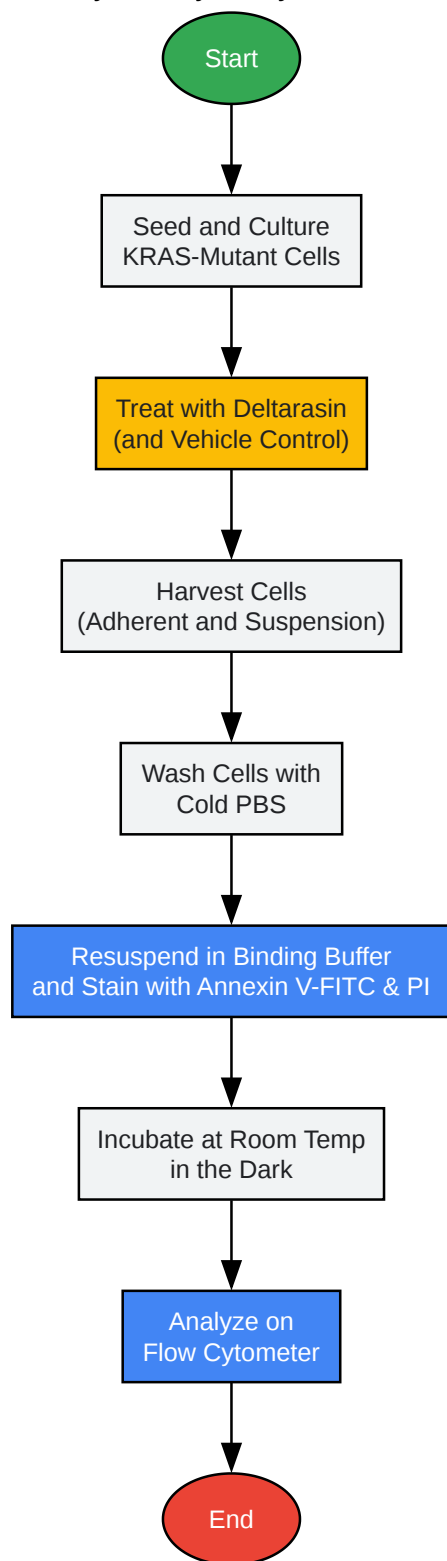 Start
Seed and Culture
KRAS-Mutant Cells
Treat with Deltarasin
(and Vehicle Control)
Harvest Cells
(Adherent and Suspension)
Wash Cells with
Cold PBS
Resuspend in Binding Buffer
and Stain with Annexin V-FITC & PI
Incubate at Room Temp
in the Dark
Analyze on
Flow Cytometer
End